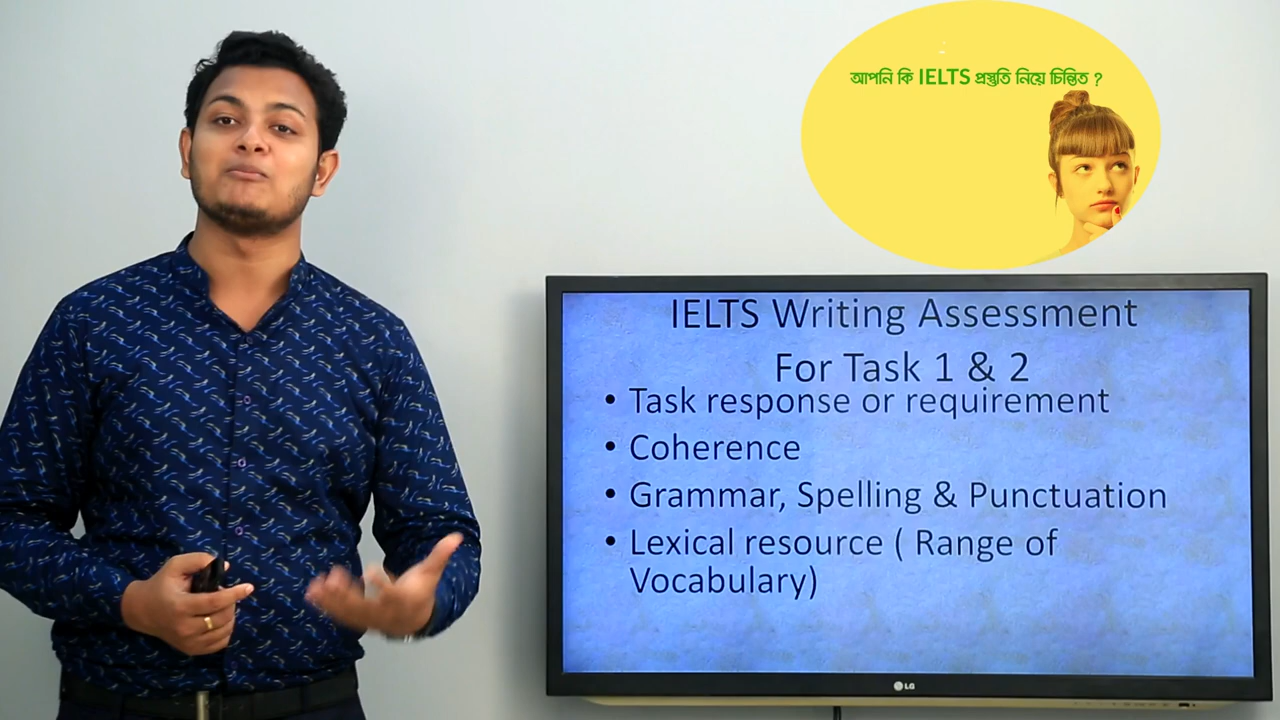 আপনি কি IELTS প্রস্তুতি নিয়ে চিন্তিত ?
IELTS Writing Assessment
For Task 1 & 2
• Task response or requirement
• Coherence
• Grammar, Spelling & Punctuation
• Lexical resource ( Range of
Vocabulary)
LG